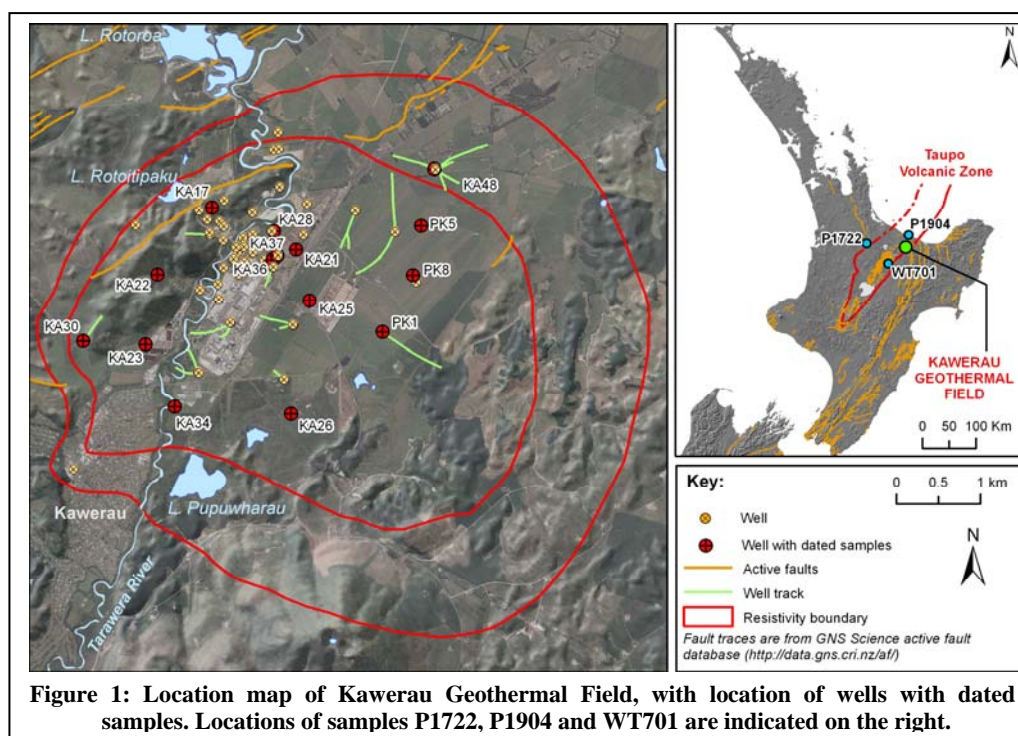 L. Rotoroa
L. Rotoitipaku
KA17
KA48
KA28
PK5
KA37
KA21
KA36
PK8
KA22
KA25
KA30
PK1
KA23
KA34
KA26
L. Pupuwharau
Kawerau
Tarawera River
N
Taupo
Volcanic Zone
P1904
P1722
WT701
KAWERAU
GEOTHERMAL
FIELD
0 50 100 Km
Key:
0 0.5 1 km
Well
N
Well with dated samples
Active faults
Well track
Resistivity boundary
Fault traces are from GNS Science active fault
database (http://data.gns.cri.nz/af/)
Figure 1: Location map of Kawerau Geothermal Field, with location of wells with dated
samples. Locations of samples P1722, P1904 and WT701 are indicated on the right.